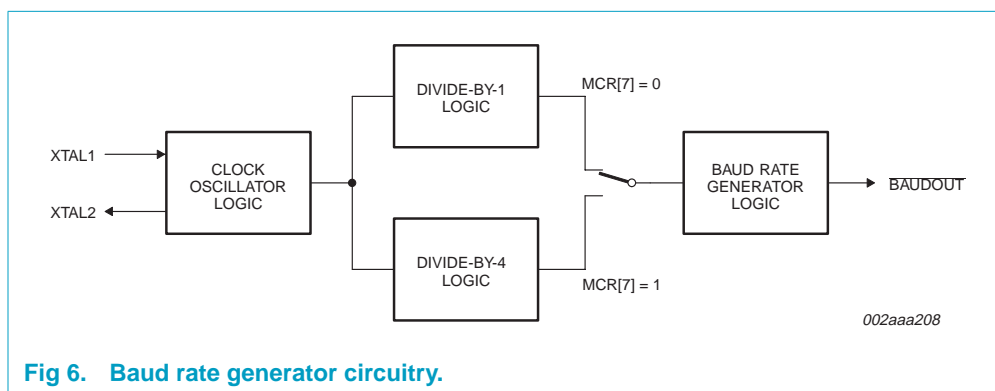 XTAL1
XTAL2
CLOCK
OSCILLATOR
LOGIC
DIVIDE-BY-1
LOGIC
MCR[7] = 0
DIVIDE-BY-4
LOGIC
MCR[7] = 1
BAUD RATE
GENERATOR
LOGIC
BAUDOUT
002aaa208
Fig 6. Baud rate generator circuitry.